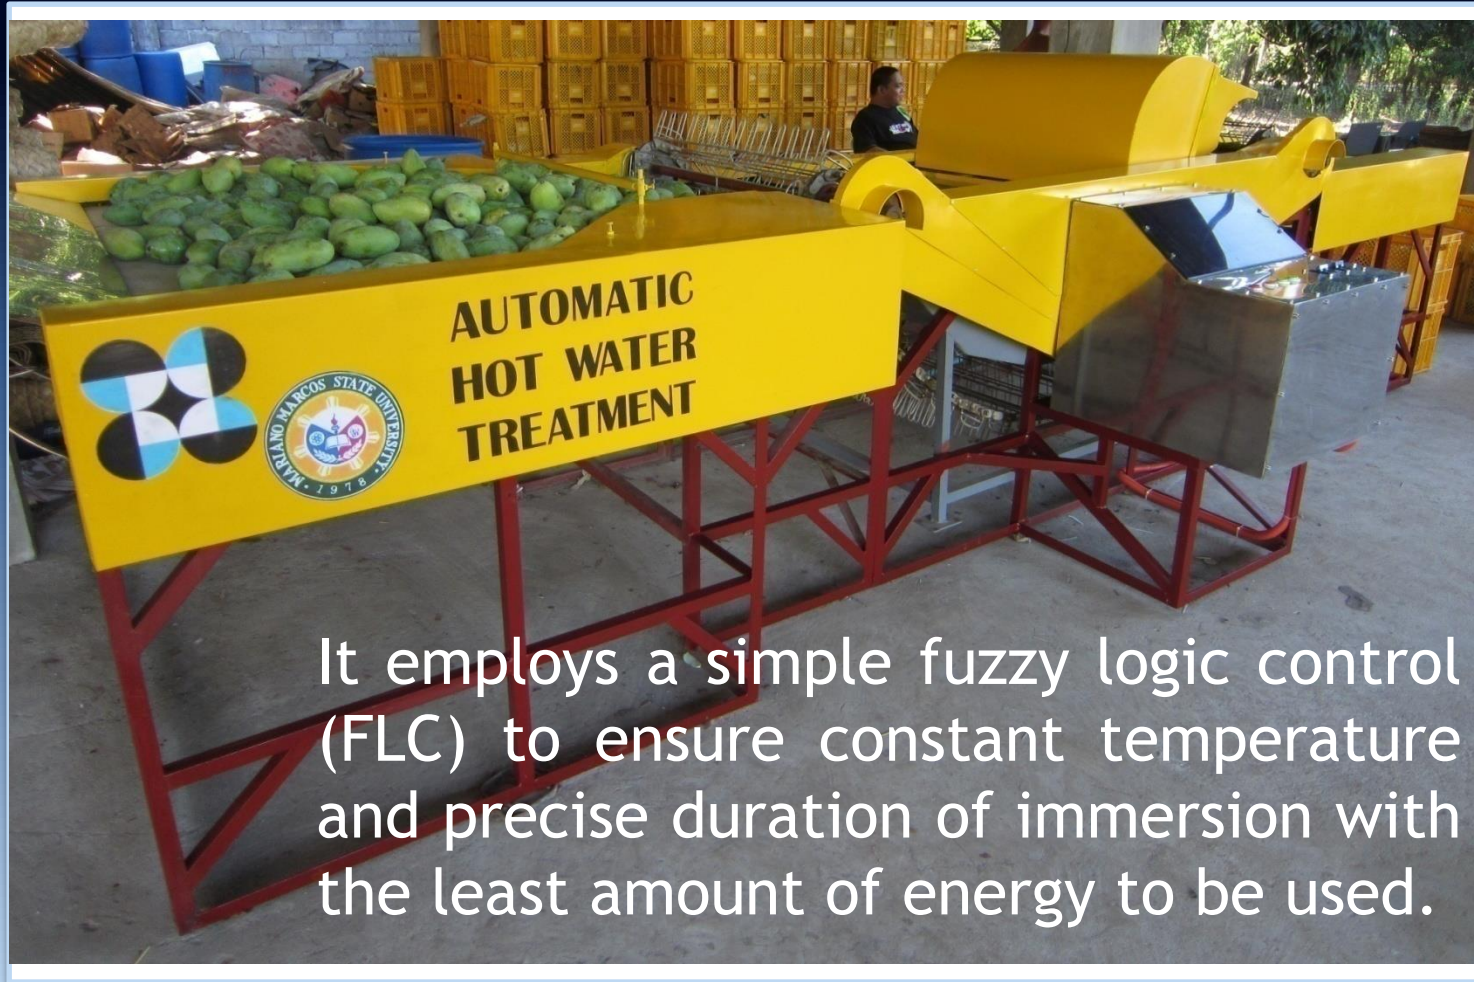 AUTOMATIC
HOT WATER
TREATMENT
MARIANO MARCOS STATE UNIVERSITY
1978
It employs a simple fuzzy logic control
(FLC) to ensure constant temperature
and precise duration of immersion with
the least amount of energy to be used.